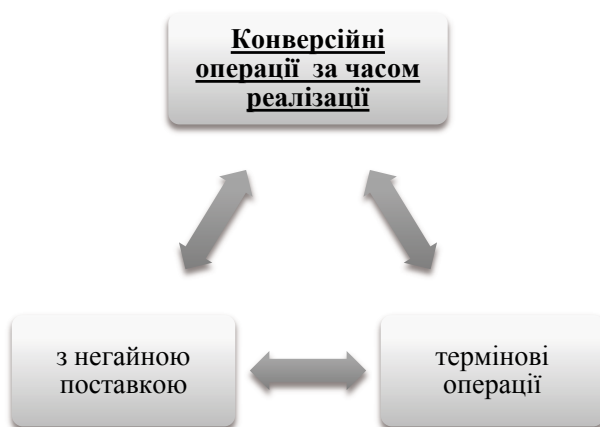 Конверсійні
операції за часом
реалізації
з негайною
поставкою
термінові
операції